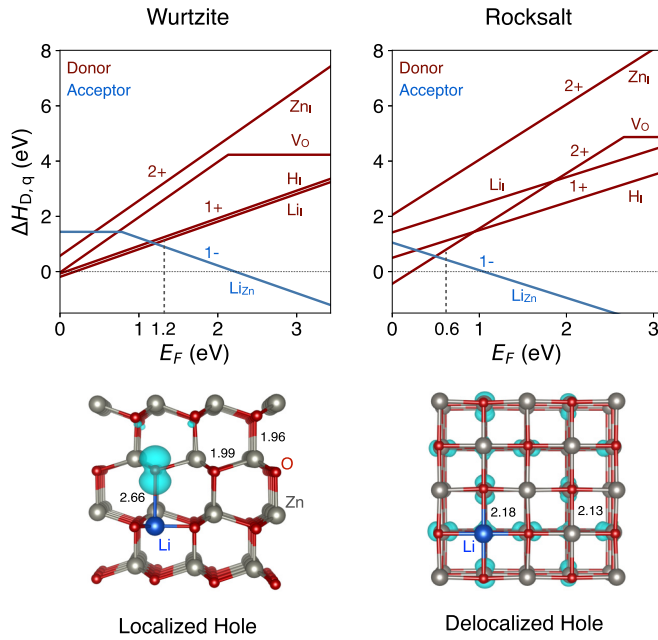 Wurtzite
Rocksalt
ΔH_D,q (eV)
8
6
4
2
0
Donor
Acceptor
Zn_I
V_O
H_I
Li_I
2+
1+
1-
Li_Zn
0
1
1.2
2
3
E_F (eV)
8
6
4
2
0
Donor
Acceptor
Zn_I
2+
V_O
2+
Li_I
1+
H_I
1-
Li_Zn
0
0.6
1
2
3
E_F (eV)
1.96
1.99
O
2.66
Zn
Li
2.18
2.13
Li
Localized Hole
Delocalized Hole